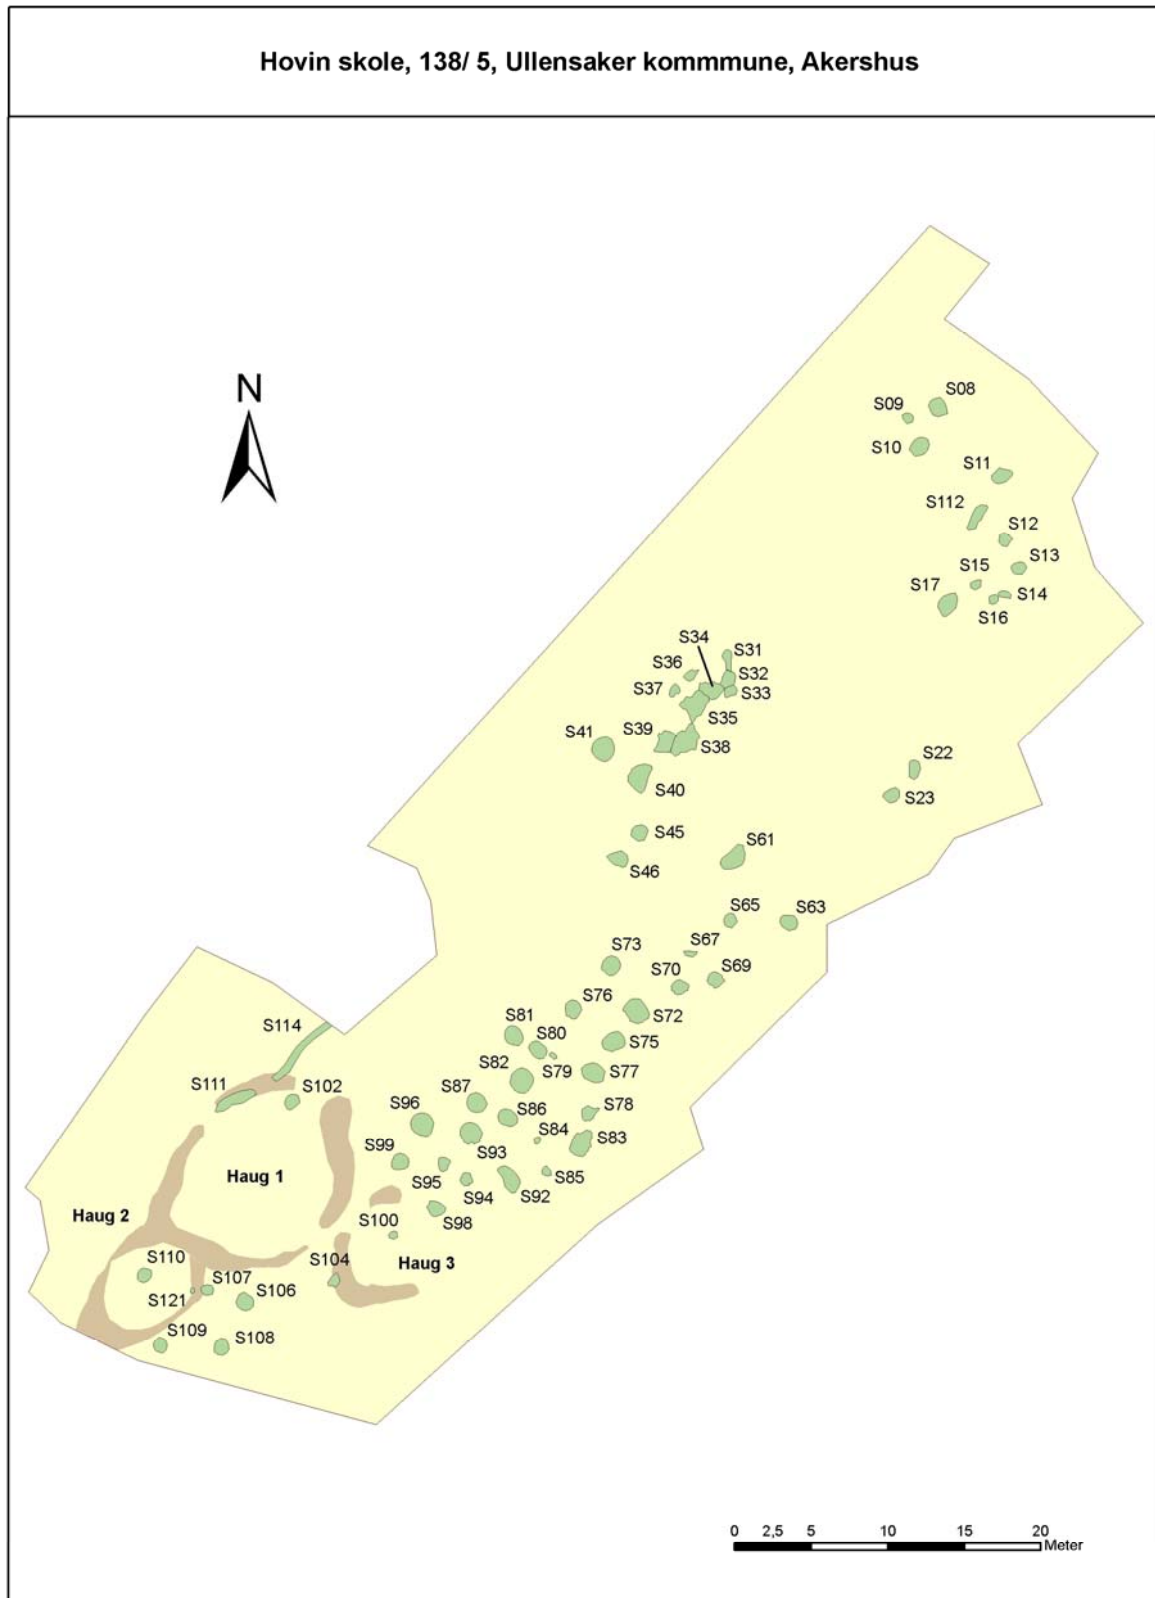 Hovin skole, 138/ 5, Ullensaker kommmune, Akershus
N
S08
S09
S10
S11
S112
S12
S13
S15
S17
S14
S16
S34
S31
S36
S32
S37
S33
S35
S39
S41
S38
S22
S40
S23
S45
S61
S46
S65
S63
S67
S73
S70
S69
S76
S72
S81
S114
S80
S75
S82
S79
S77
S111
S102
S87
S96
S86
S78
S84
S83
S99
S93
Haug 1
S95
S85
S94
S92
Haug 2
S100
S98
S110
S104
Haug 3
S107
S121
S106
S109
S108
0 2,5 5 10 15 20
Meter